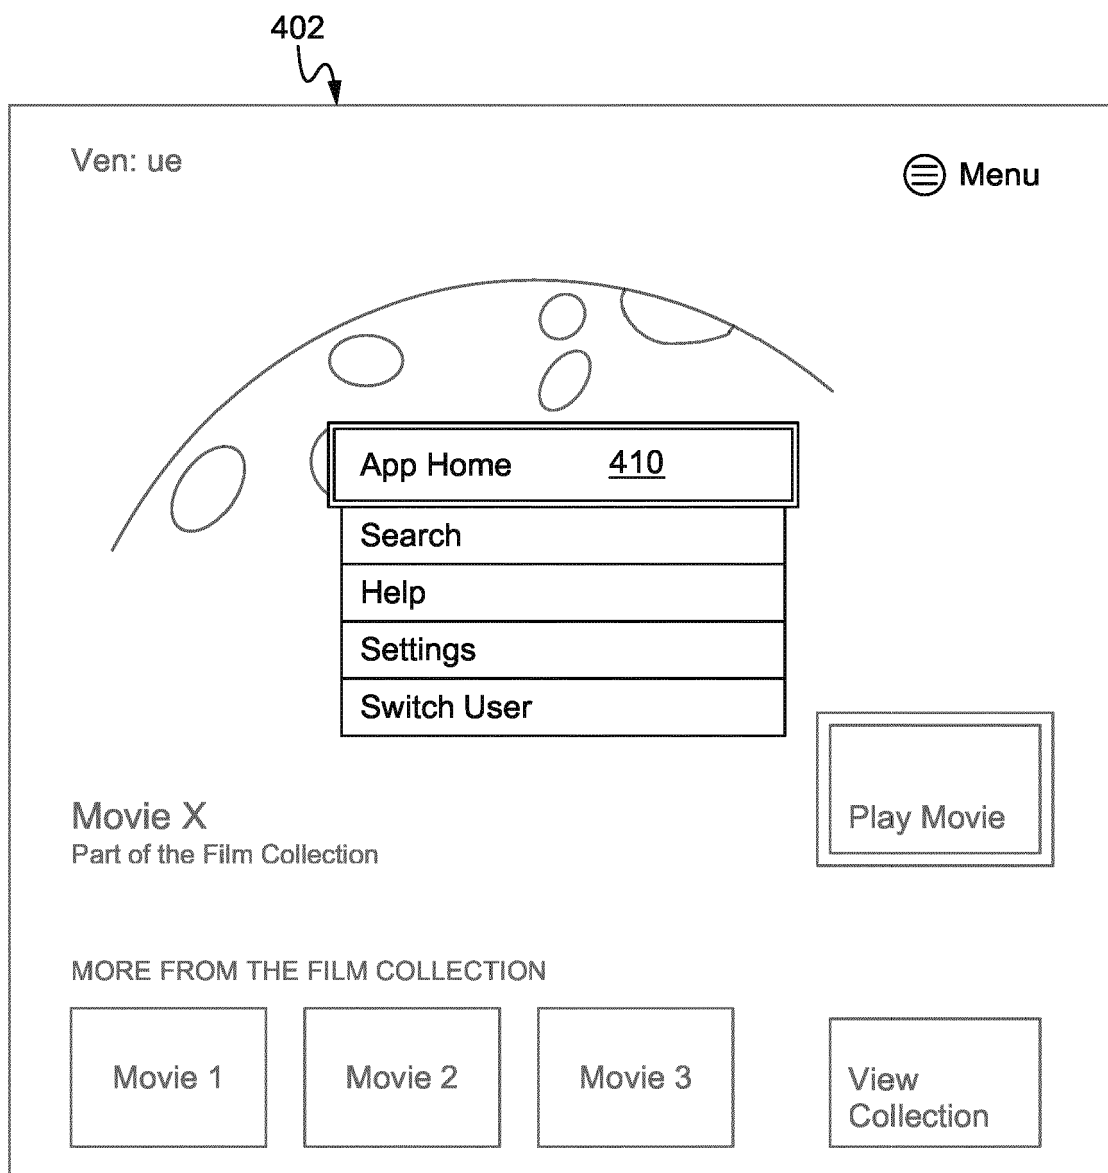 402
Ven: ue
Menu
App Home 410
Search
Help
Settings
Switch User
Play Movie
Movie X
Part of the Film Collection
MORE FROM THE FILM COLLECTION
Movie 1
Movie 2
Movie 3
View
Collection